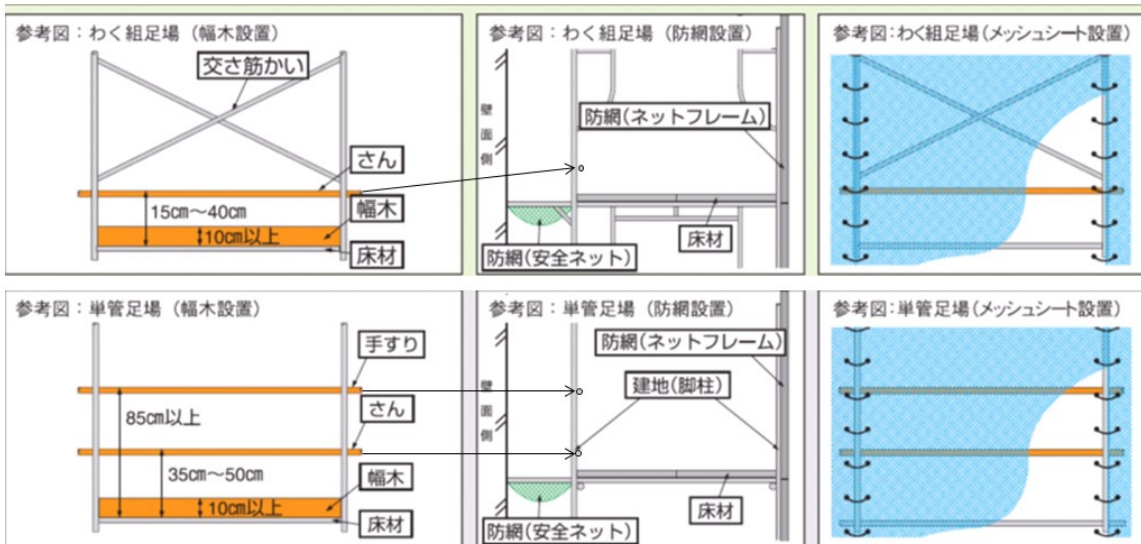 参考図：わく組足場（幅木設置）
交さ筋かい
さん
15㎝～40㎝
幅木
10㎝以上
床材
参考図：わく組足場（防網設置）
壁面側
防網(ネットフレーム)
床材
防網(安全ネット)
参考図：わく組足場(メッシュシート設置)
参考図：単管足場（幅木設置）
手すり
85㎝以上
さん
35㎝～50㎝
幅木
10㎝以上
床材
参考図：単管足場（防網設置）
防網(ネットフレーム)
壁面側
建地(脚柱)
床材
防網(安全ネット)
参考図：単管足場(メッシュシート設置)